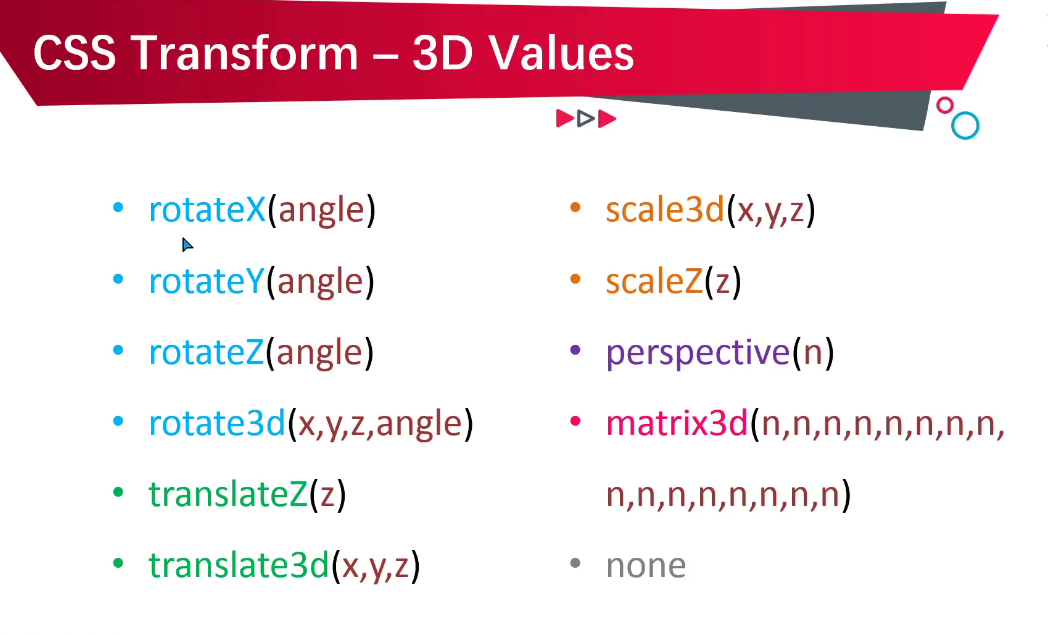 CSS Transform – 3D Values
• rotateX(angle)
• rotateY(angle)
• rotateZ(angle)
• rotate3d(x,y,z,angle)
• translateZ(z)
• translate3d(x,y,z)
• scale3d(x,y,z)
• scaleZ(z)
• perspective(n)
• matrix3d(n,n,n,n,n,n,n,n,
n,n,n,n,n,n,n,n)
• none